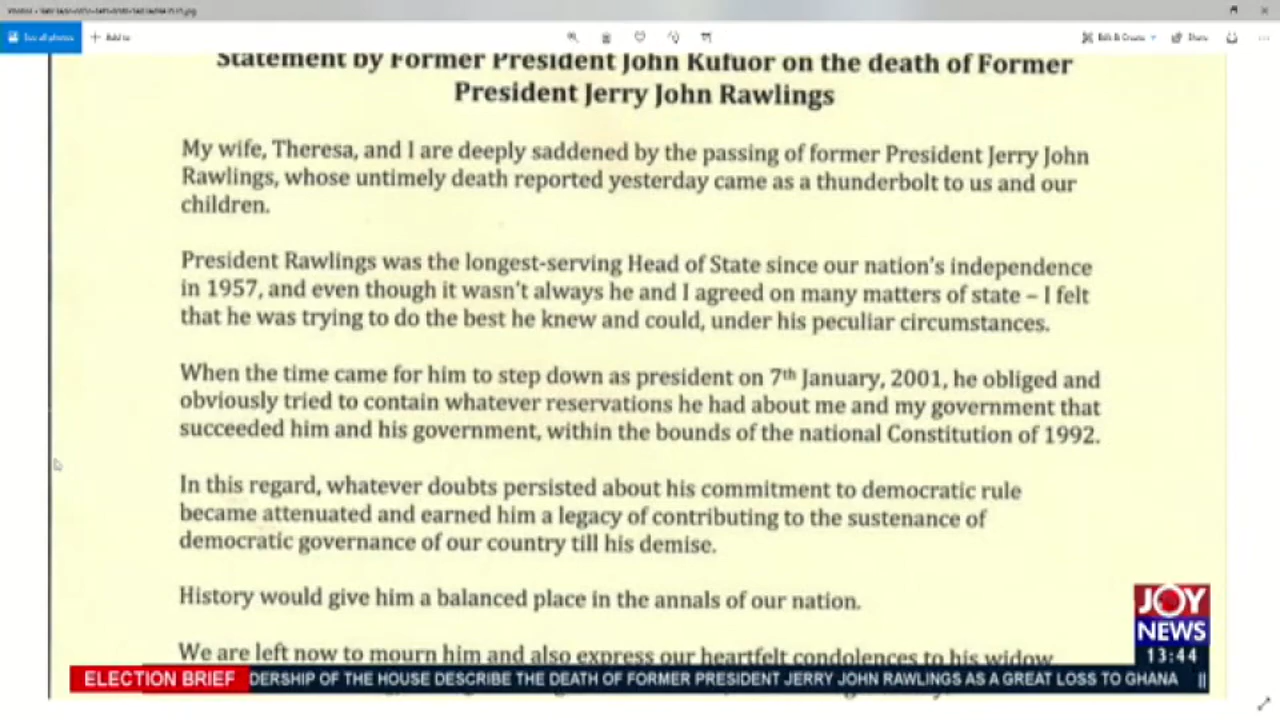 See all photos
Add to
Edit & Create
Share
Statement by Former President John Kufuor on the death of Former
President Jerry John Rawlings
My wife, Theresa, and I are deeply saddened by the passing of former President Jerry John
Rawlings, whose untimely death reported yesterday came as a thunderbolt to us and our
children.
President Rawlings was the longest-serving Head of State since our nation's independence
in 1957, and even though it wasn't always he and I agreed on many matters of state – I felt
that he was trying to do the best he knew and could, under his peculiar circumstances.
When the time came for him to step down as president on 7th January, 2001, he obliged and
obviously tried to contain whatever reservations he had about me and my government that
succeeded him and his government, within the bounds of the national Constitution of 1992.
In this regard, whatever doubts persisted about his commitment to democratic rule
became attenuated and earned him a legacy of contributing to the sustenance of
democratic governance of our country till his demise.
History would give him a balanced place in the annals of our nation.
We are left now to mourn him and also express our heartfelt condolences to his widow
JOY
NEWS
13:44
ELECTION BRIEF
DERSHIP OF THE HOUSE DESCRIBE THE DEATH OF FORMER PRESIDENT JERRY JOHN RAWLINGS AS A GREAT LOSS TO GHANA